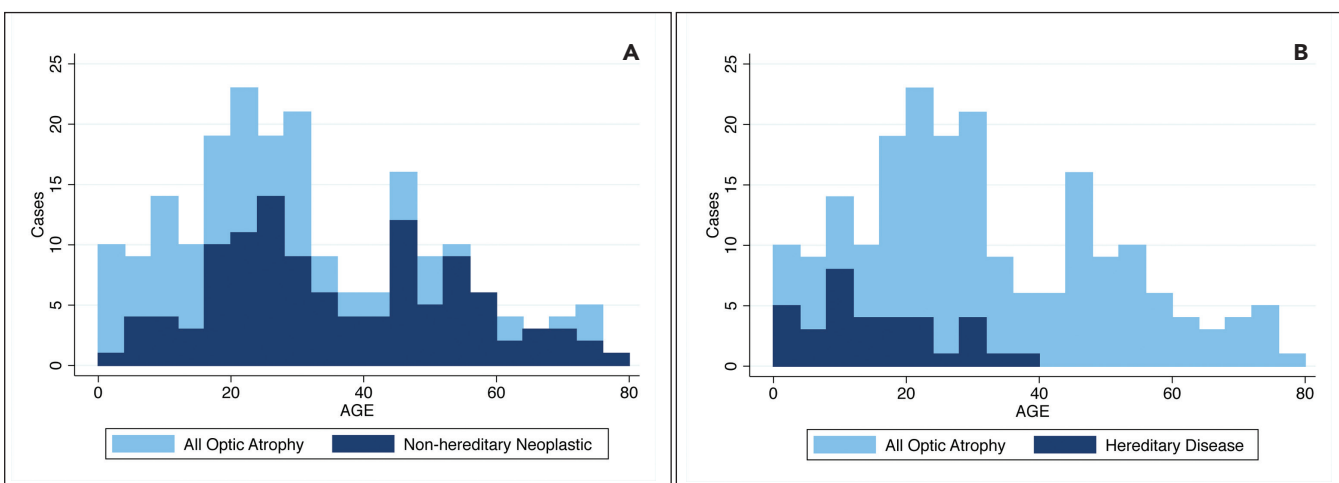 A
25
20
15
10
5
0
Cases
0 20 40 60 80
AGE
All Optic Atrophy Non-hereditary Neoplastic
B
25
20
15
10
5
0
Cases
0 20 40 60 80
AGE
All Optic Atrophy Hereditary Disease